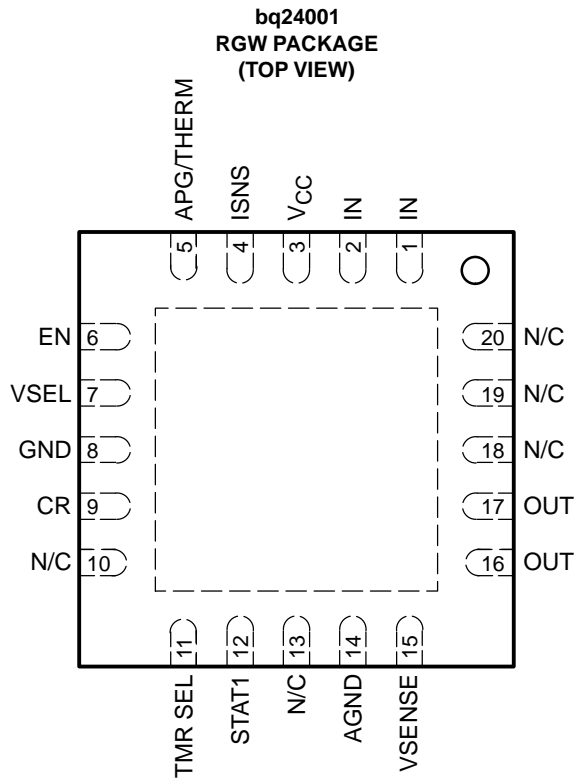 bq24001
RGW PACKAGE
(TOP VIEW)
APG/THERM
ISNS
VCC
IN
IN
5
4
3
2
1
EN 6
VSEL 7
GND 8
CR 9
N/C 10
20 N/C
19 N/C
18 N/C
17 OUT
16 OUT
11
12
13
14
15
TMR SEL
STAT1
N/C
AGND
VSENSE